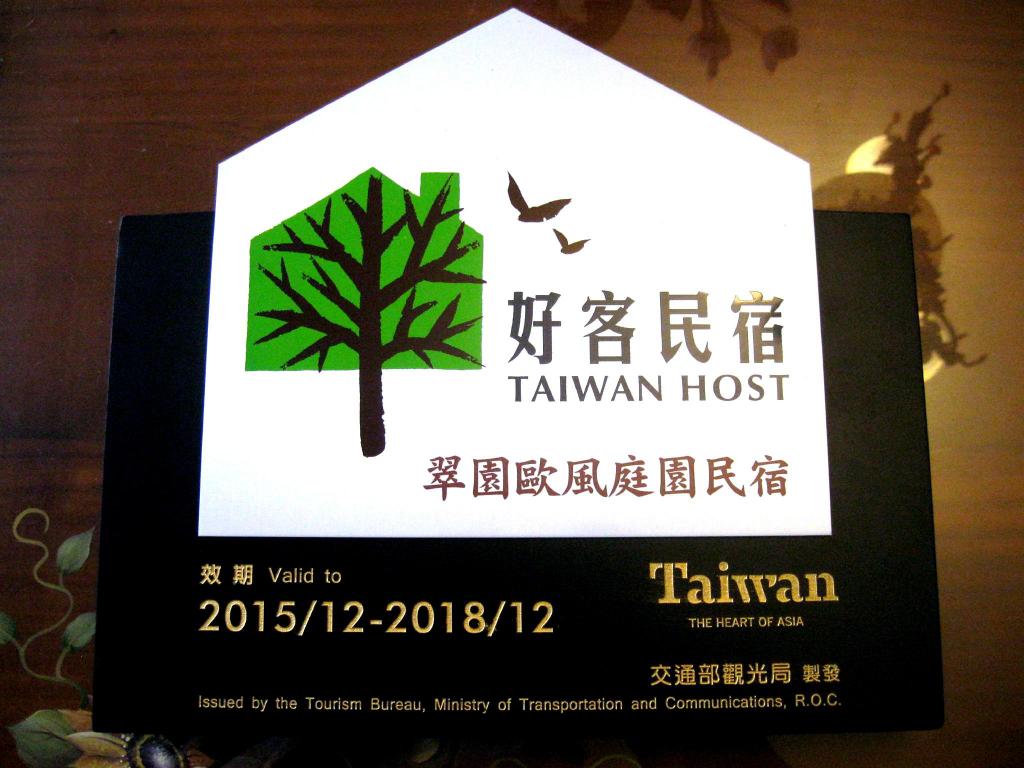 好客民宿
TAIWAN HOST
翠園歐風庭園民宿
效期 Valid to
2015/12-2018/12
Taiwan
THE HEART OF ASIA
交通部觀光局 製發
Issued by the Tourism Bureau, Ministry of Transportation and Communications, R.O.C.